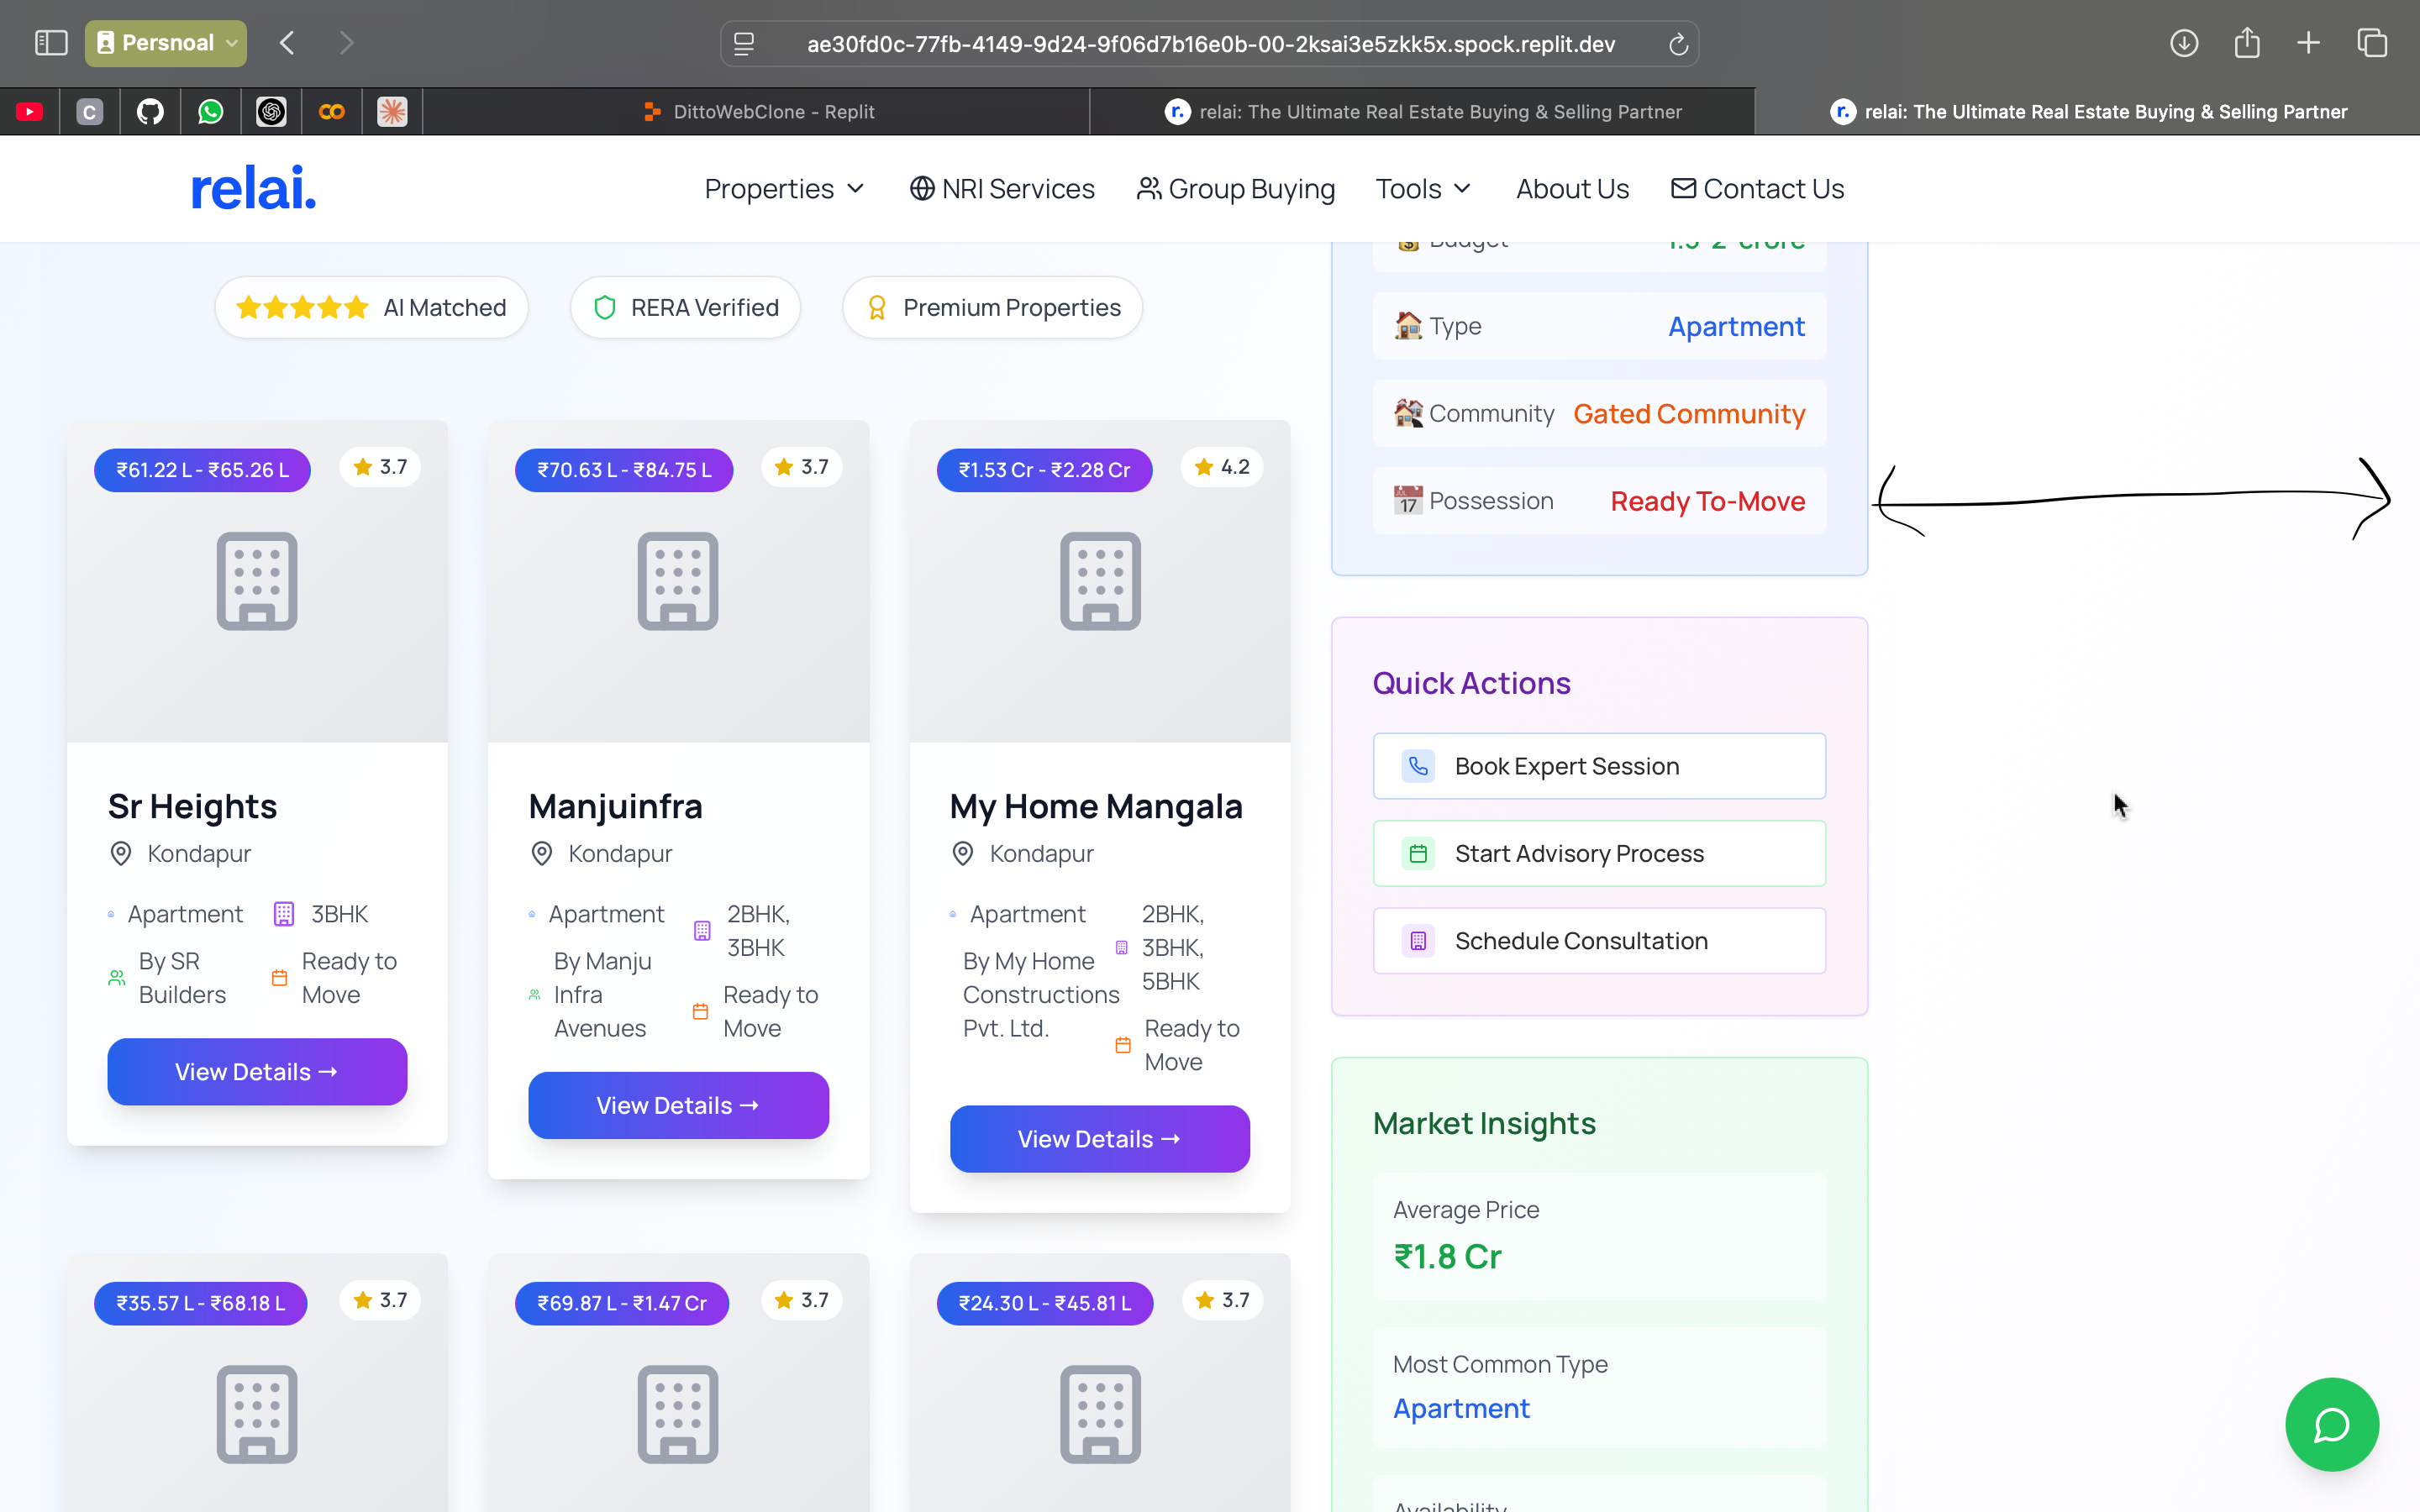 Persnoal
ae30fd0c-77fb-4149-9d24-9f06d7b16e0b-00-2ksai3e5zkk5x.spock.replit.dev
C
DittoWebClone - Replit
r. relai: The Ultimate Real Estate Buying & Selling Partner
r. relai: The Ultimate Real Estate Buying & Selling Partner
relai.
Properties
NRI Services
Group Buying
Tools
About Us
Contact Us
AI Matched
RERA Verified
Premium Properties
₹61.22 L - ₹65.26 L
3.7
Sr Heights
Kondapur
Apartment
3BHK
By SR
Builders
Ready to
Move
View Details →
₹70.63 L - ₹84.75 L
3.7
Manjuinfra
Kondapur
Apartment
2BHK,
3BHK
By Manju
Infra
Avenues
Ready to
Move
View Details →
₹1.53 Cr - ₹2.28 Cr
4.2
My Home Mangala
Kondapur
Apartment
2BHK,
3BHK,
5BHK
By My Home
Constructions
Pvt. Ltd.
Ready to
Move
View Details →
₹35.57 L - ₹68.18 L
3.7
₹69.87 L - ₹1.47 Cr
3.7
₹24.30 L - ₹45.81 L
3.7
Budget
1.5-2 crore
Type
Apartment
Community
Gated Community
17
Possession
Ready To-Move
Quick Actions
Book Expert Session
Start Advisory Process
Schedule Consultation
Market Insights
Average Price
₹1.8 Cr
Most Common Type
Apartment
Availability